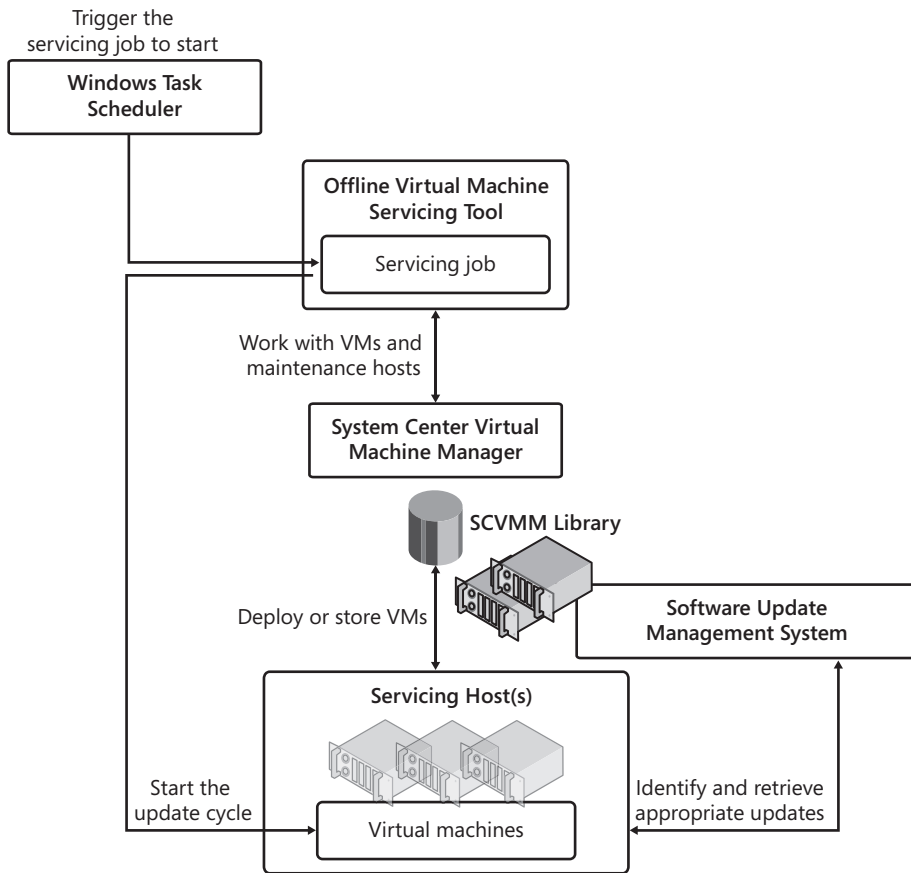 Trigger the
servicing job to start
Windows Task
Scheduler
Offline Virtual Machine
Servicing Tool
Servicing job
Work with VMs and
maintenance hosts
System Center Virtual
Machine Manager
SCVMM Library
Deploy or store VMs
Software Update
Management System
Servicing Host(s)
Start the
update cycle
Virtual machines
Identify and retrieve
appropriate updates